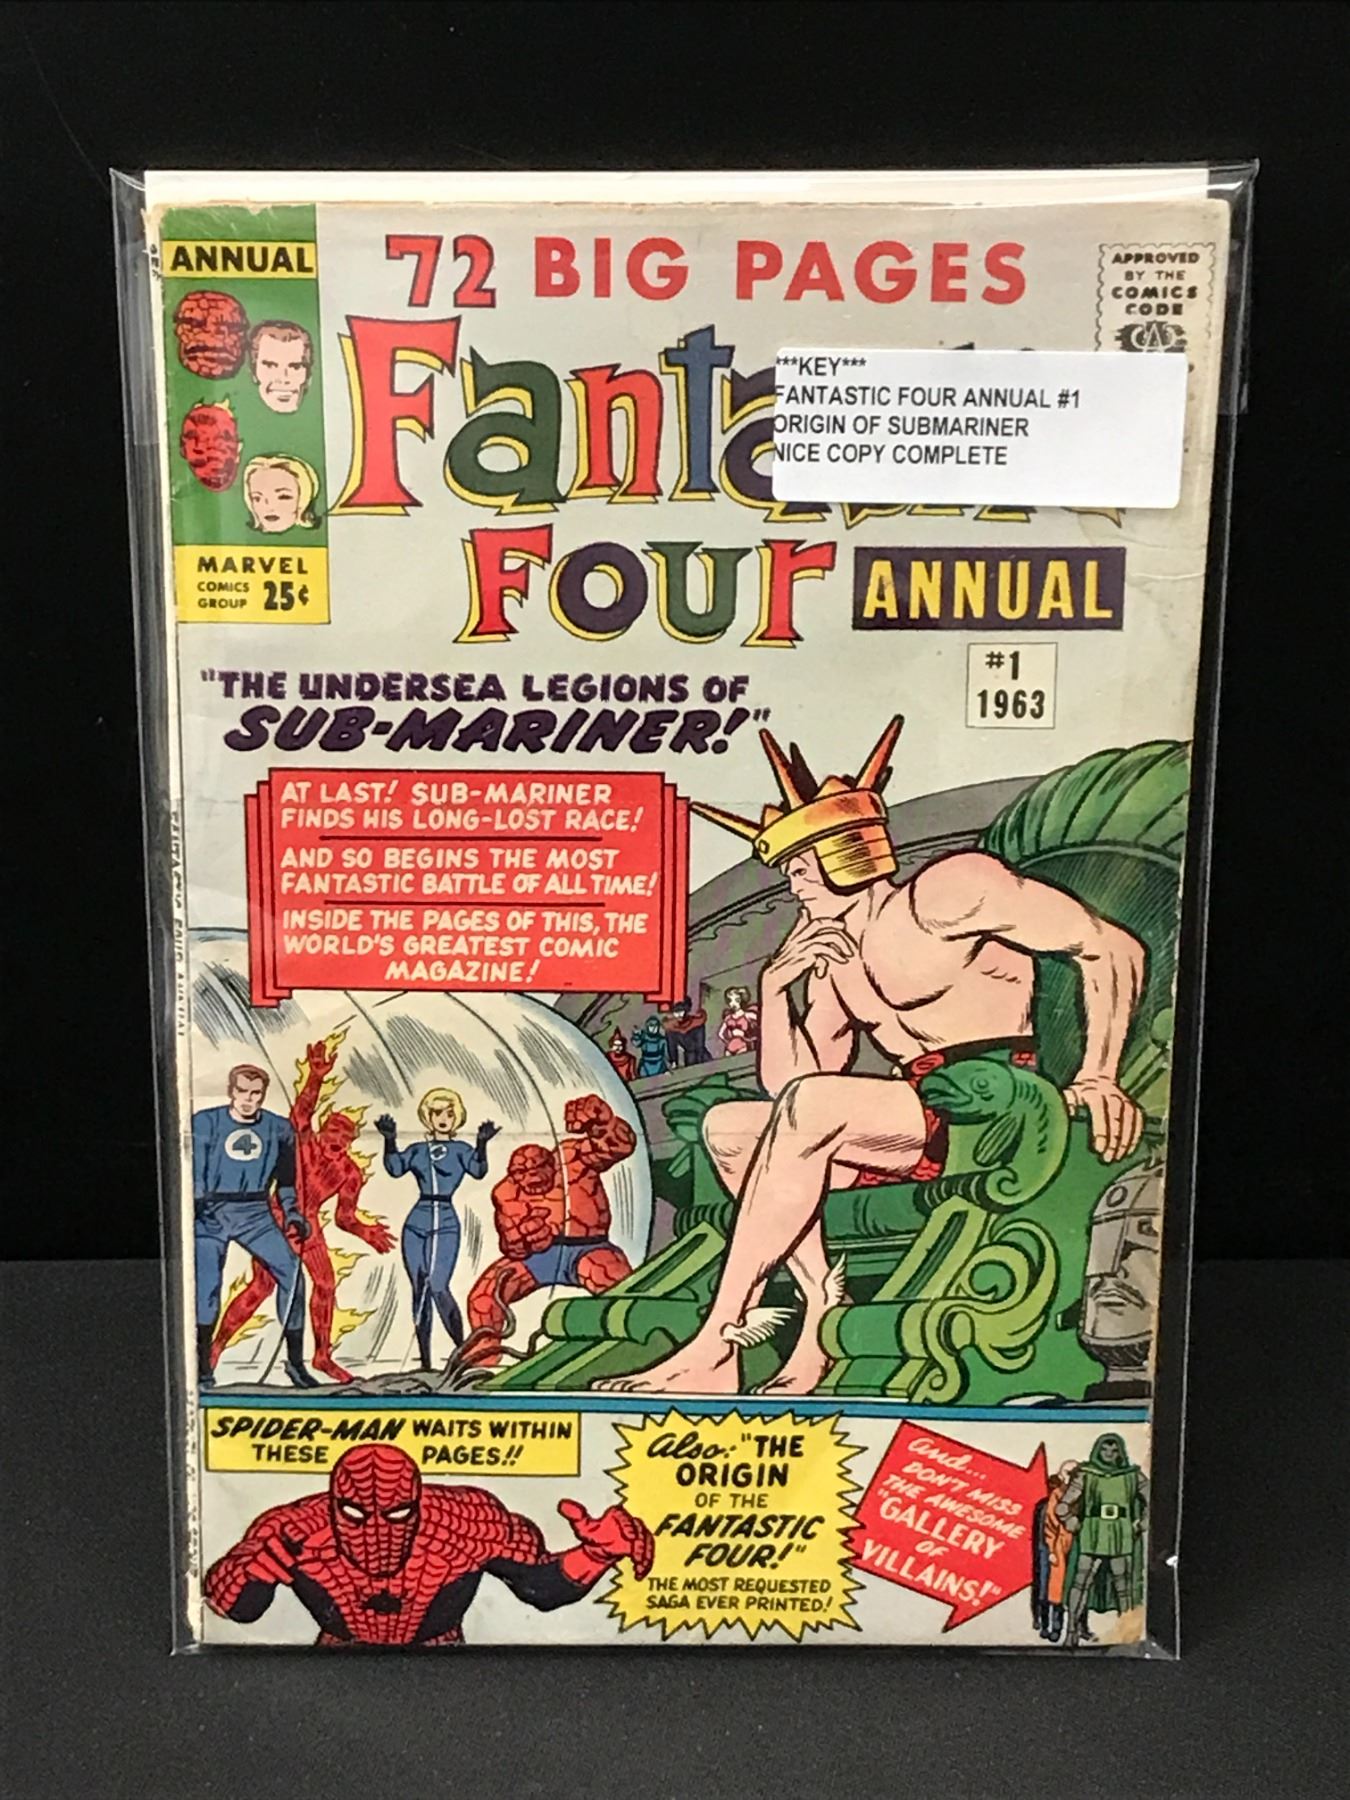 ANNUAL
72 BIG PAGES
APPROVED
BY THE
COMICS
CODE
***KEY***
FANTASTIC FOUR ANNUAL #1
ORIGIN OF SUBMARINER
NICE COPY COMPLETE
FOUR ANNUAL
MARVEL
COMICS
GROUP 25¢
#1
1963
"THE UNDERSEA LEGIONS OF
SUB-MARINER!"
AT LAST! SUB-MARINER
FINDS HIS LONG-LOST RACE!
AND SO BEGINS THE MOST
FANTASTIC BATTLE OF ALL TIME!
INSIDE THE PAGES OF THIS, THE
WORLD'S GREATEST COMIC
MAGAZINE!
4
SPIDER-MAN WAITS WITHIN
THESE PAGES!!
Also: "THE
ORIGIN
OF THE
FANTASTIC
FOUR!"
THE MOST REQUESTED
SAGA EVER PRINTED!
And...
DON'T MISS
THE AWESOME
"GALLERY
OF
VILLAINS!"